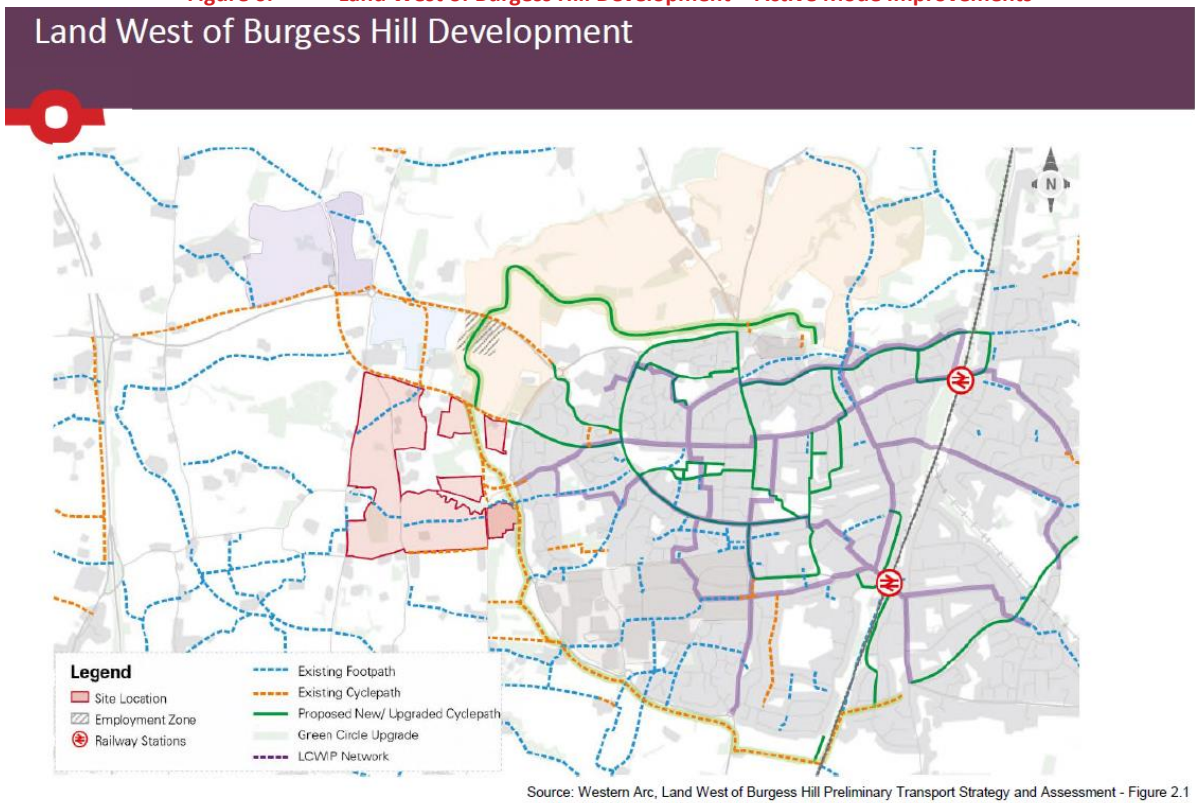 Land West of Burgess Hill Development
N
Legend
Site Location
Employment Zone
Railway Stations
Existing Footpath
Existing Cyclepath
Proposed New/ Upgraded Cyclepath
Green Circle Upgrade
LCWIP Network
Source: Western Arc, Land West of Burgess Hill Preliminary Transport Strategy and Assessment - Figure 2.1